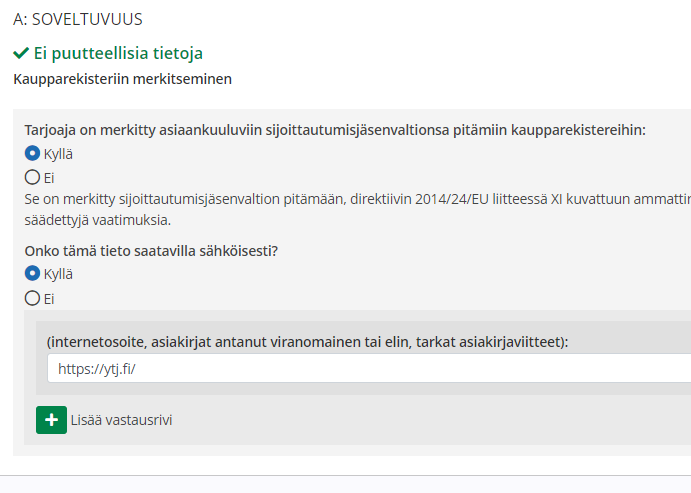 A: SOVELTUVUUS
Ei puutteellisia tietoja
Kaupparekisteriin merkitseminen
Tarjoaja on merkitty asiaankuuluviin sijoittautumisjäsenvaltionsa pitämiin kaupparekistereihin:
Kyllä
Ei
Se on merkitty sijoittautumisjäsenvaltion pitämään, direktiivin 2014/24/EU liitteessä XI kuvattuun
säädettyjä vaatimuksia.
Onko tämä tieto saatavilla sähköisesti?
Kyllä
Ei
(internetosoite, asiakirjat antanut viranomainen tai elin, tarkat asiakirjaviitteet):
https://ytj.fi/
Lisää vastausrivi